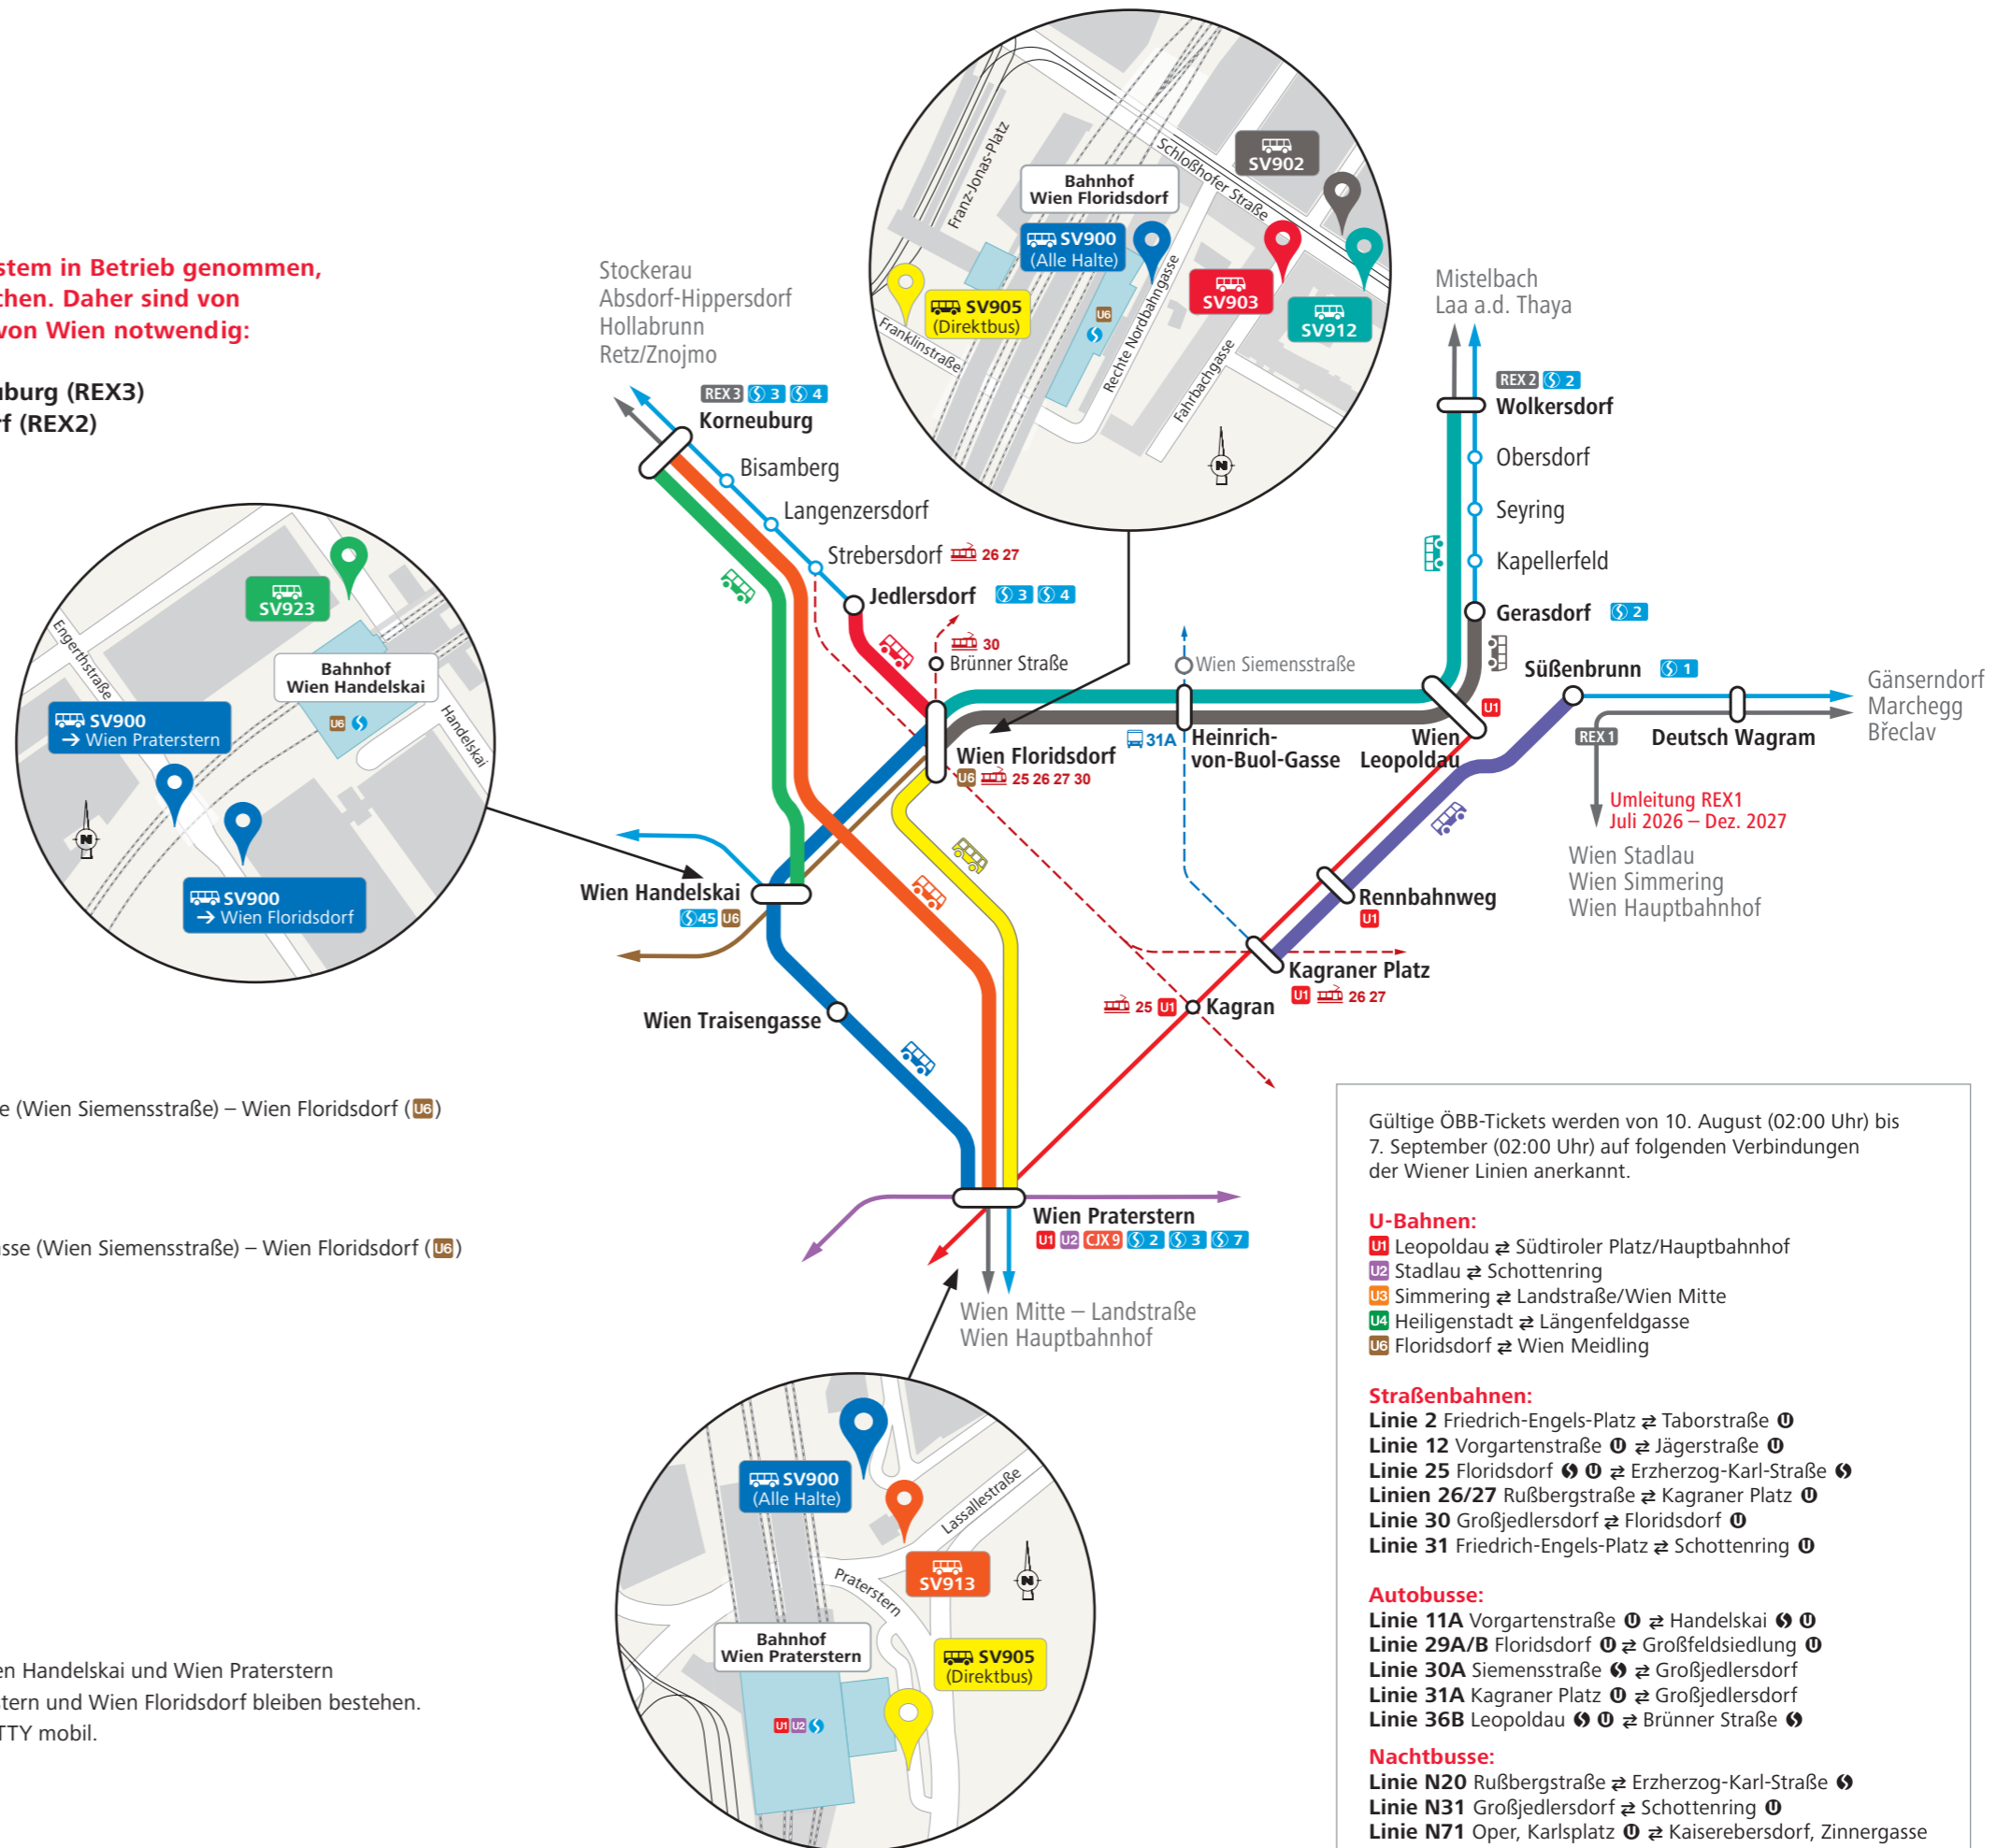 stem in Betrieb genommen,
chen. Daher sind von
von Wien notwendig:
uburg (REX3)
rf (REX2)
Franz-Jonas-Platz
Schloßhofer Straße
SV902
Bahnhof
Wien Floridsdorf
SV900
(Alle Halte)
SV903
SV912
SV905
(Direktbus)
Franklinstraße
U6
Rechte Nordbahngasse
Fahrbachgasse
N
Stockerau
Absdorf-Hippersdorf
Hollabrunn
Retz/Znojmo
REX 3 S 3 S 4
Korneuburg
Bisamberg
Langenzersdorf
Strebersdorf 26 27
Jedlersdorf S 3 S 4
30
Brünner Straße
Wien Siemensstraße
Mistelbach
Laa a.d. Thaya
REX 2 S 2
Wolkersdorf
Obersdorf
Seyring
Kapellerfeld
Gerasdorf S 2
Süßenbrunn S 1
Gänserndorf
Marchegg
Břeclav
REX 1
Deutsch Wagram
Umleitung REX1
Juli 2026 – Dez. 2027
Wien Stadlau
Wien Simmering
Wien Hauptbahnhof
U1
Wien
Leopoldau
31A
Heinrich-
von-Buol-Gasse
Wien Floridsdorf
U6 25 26 27 30
SV923
Engerthstraße
Bahnhof
Wien Handelskai
U6
SV900
→ Wien Praterstern
Handelskai
N
SV900
→ Wien Floridsdorf
Wien Handelskai
S 45 U6
Rennbahnweg
U1
Kagraner Platz
U1 26 27
25 U1 Kagran
Wien Traisengasse
Wien Praterstern
U1 U2 CJX 9 S 2 S 3 S 7
Wien Mitte – Landstraße
Wien Hauptbahnhof
e (Wien Siemensstraße) – Wien Floridsdorf (U6)
sse (Wien Siemensstraße) – Wien Floridsdorf (U6)
en Handelskai und Wien Praterstern
stern und Wien Floridsdorf bleiben bestehen.
TTY mobil.
SV900
(Alle Halte)
Lassallestraße
SV913
Praterstern
N
Bahnhof
Wien Praterstern
SV905
(Direktbus)
U1 U2 S
Gültige ÖBB-Tickets werden von 10. August (02:00 Uhr) bis
7. September (02:00 Uhr) auf folgenden Verbindungen
der Wiener Linien anerkannt.
U-Bahnen:
U1 Leopoldau ⇄ Südtiroler Platz/Hauptbahnhof
U2 Stadlau ⇄ Schottenring
U3 Simmering ⇄ Landstraße/Wien Mitte
U4 Heiligenstadt ⇄ Längenfeldgasse
U6 Floridsdorf ⇄ Wien Meidling
Straßenbahnen:
Linie 2 Friedrich-Engels-Platz ⇄ Taborstraße U
Linie 12 Vorgartenstraße U ⇄ Jägerstraße U
Linie 25 Floridsdorf S U ⇄ Erzherzog-Karl-Straße S
Linien 26/27 Rußbergstraße ⇄ Kagraner Platz U
Linie 30 Großjedlersdorf ⇄ Floridsdorf U
Linie 31 Friedrich-Engels-Platz ⇄ Schottenring U
Autobusse:
Linie 11A Vorgartenstraße U ⇄ Handelskai S U
Linie 29A/B Floridsdorf U ⇄ Großfeldsiedlung U
Linie 30A Siemensstraße S ⇄ Großjedlersdorf
Linie 31A Kagraner Platz U ⇄ Großjedlersdorf
Linie 36B Leopoldau S U ⇄ Brünner Straße S
Nachtbusse:
Linie N20 Rußbergstraße ⇄ Erzherzog-Karl-Straße S
Linie N31 Großjedlersdorf ⇄ Schottenring U
Linie N71 Oper, Karlsplatz U ⇄ Kaiserebersdorf, Zinnergasse